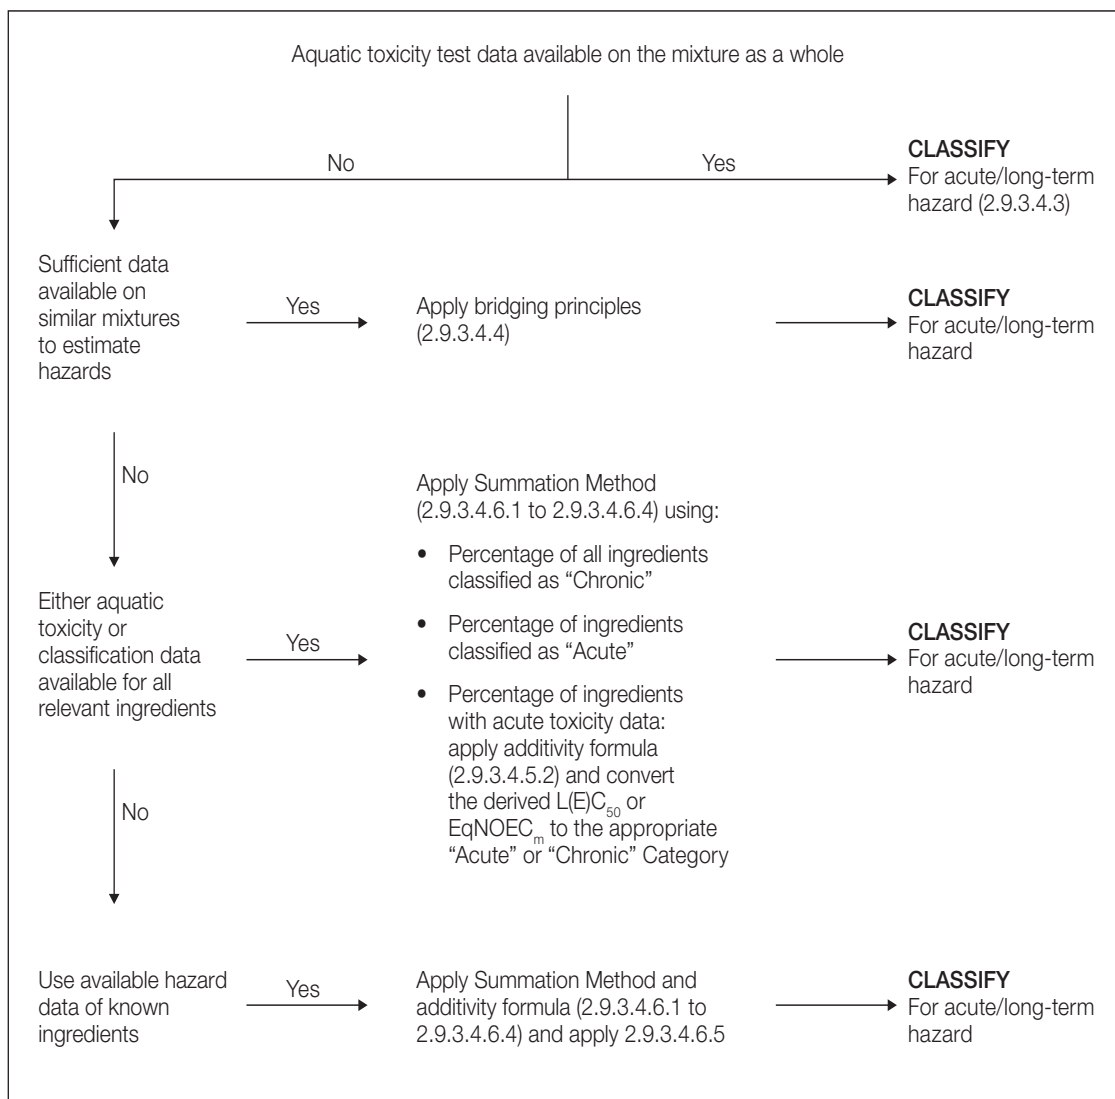 Aquatic toxicity test data available on the mixture as a whole
No
Yes
CLASSIFY
For acute/long-term
hazard (2.9.3.4.3)
Sufficient data
available on
similar mixtures
to estimate
hazards
Yes
Apply bridging principles
(2.9.3.4.4)
CLASSIFY
For acute/long-term
hazard
No
Apply Summation Method
(2.9.3.4.6.1 to 2.9.3.4.6.4) using:
• Percentage of all ingredients
classified as “Chronic”
• Percentage of ingredients
classified as “Acute”
• Percentage of ingredients
with acute toxicity data:
apply additivity formula
(2.9.3.4.5.2) and convert
the derived L(E)C50 or
EqNOECm to the appropriate
“Acute” or “Chronic” Category
Either aquatic
toxicity or
classification data
available for all
relevant ingredients
Yes
CLASSIFY
For acute/long-term
hazard
No
Use available hazard
data of known
ingredients
Yes
Apply Summation Method and
additivity formula (2.9.3.4.6.1 to
2.9.3.4.6.4) and apply 2.9.3.4.6.5
CLASSIFY
For acute/long-term
hazard